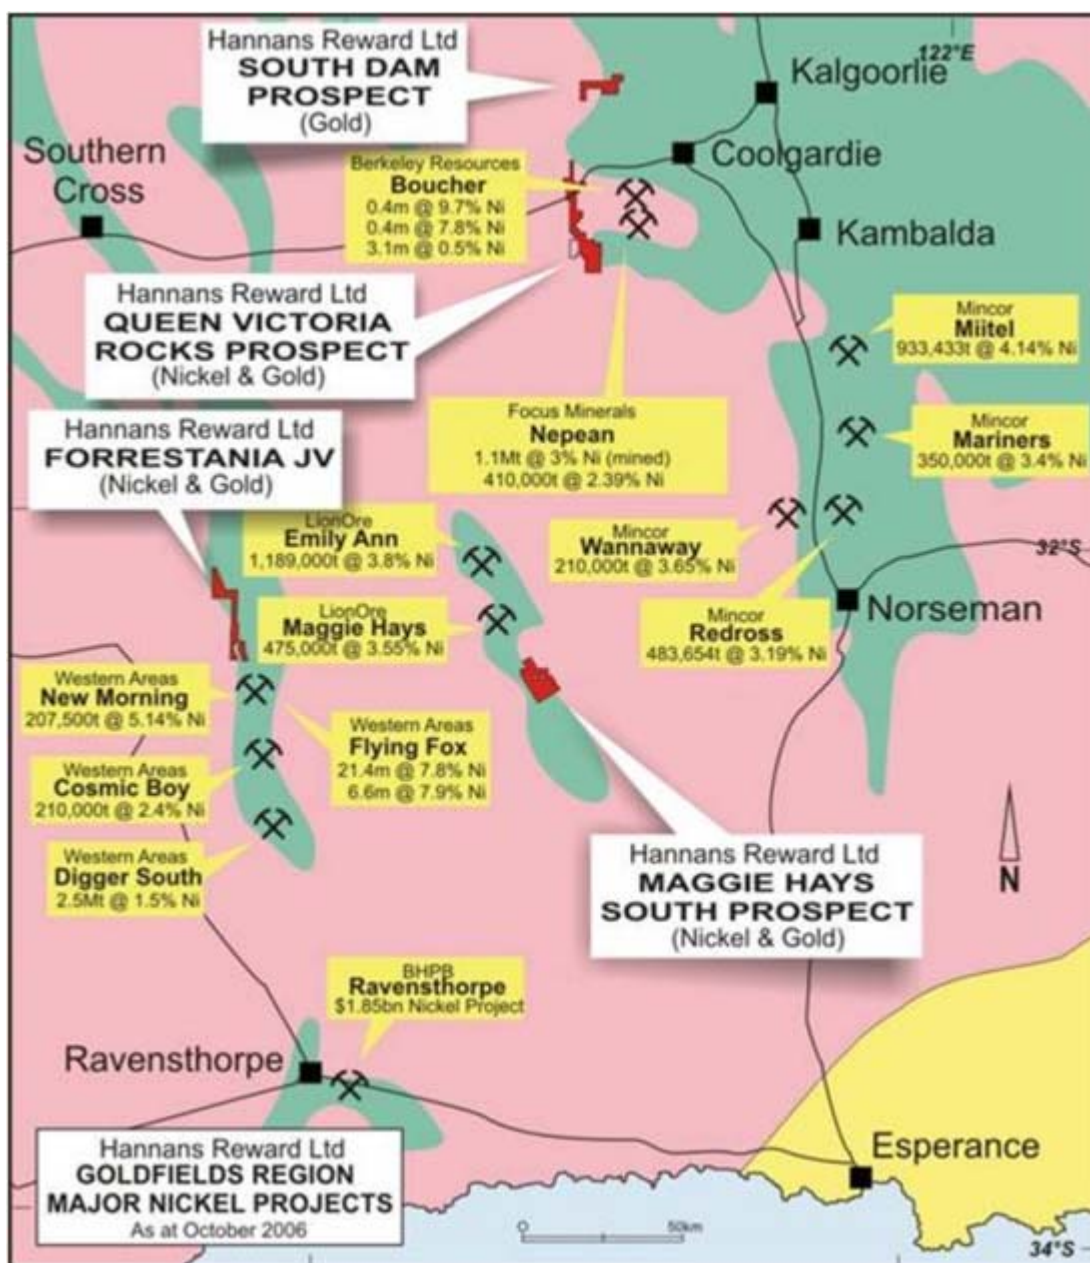 Hannans Reward Ltd
SOUTH DAM
PROSPECT
(Gold)
122°E
Kalgoorlie
Coolgardie
Southern
Cross
Berkeley Resources
Boucher
0.4m @ 9.7% Ni
0.4m @ 7.8% Ni
3.1m @ 0.5% Ni
Kambalda
Hannans Reward Ltd
QUEEN VICTORIA
ROCKS PROSPECT
(Nickel & Gold)
Mincor
Miitel
933,433t @ 4.14% Ni
Hannans Reward Ltd
FORRESTANIA JV
(Nickel & Gold)
Focus Minerals
Nepean
1.1Mt @ 3% Ni (mined)
410,000t @ 2.39% Ni
Mincor
Mariners
350,000t @ 3.4% Ni
LionOre
Emily Ann
1,189,000t @ 3.8% Ni
Mincor
Wannaway
210,000t @ 3.65% Ni
32°S
LionOre
Maggie Hays
475,000t @ 3.55% Ni
Mincor
Redross
483,654t @ 3.19% Ni
Norseman
Western Areas
New Morning
207,500t @ 5.14% Ni
Western Areas
Flying Fox
21.4m @ 7.8% Ni
6.6m @ 7.9% Ni
Western Areas
Cosmic Boy
210,000t @ 2.4% Ni
Western Areas
Digger South
2.5Mt @ 1.5% Ni
Hannans Reward Ltd
MAGGIE HAYS
SOUTH PROSPECT
(Nickel & Gold)
N
BHPB
Ravensthorpe
$1.85bn Nickel Project
Ravensthorpe
Esperance
Hannans Reward Ltd
GOLDFIELDS REGION
MAJOR NICKEL PROJECTS
As at October 2006
0 50km
34°S